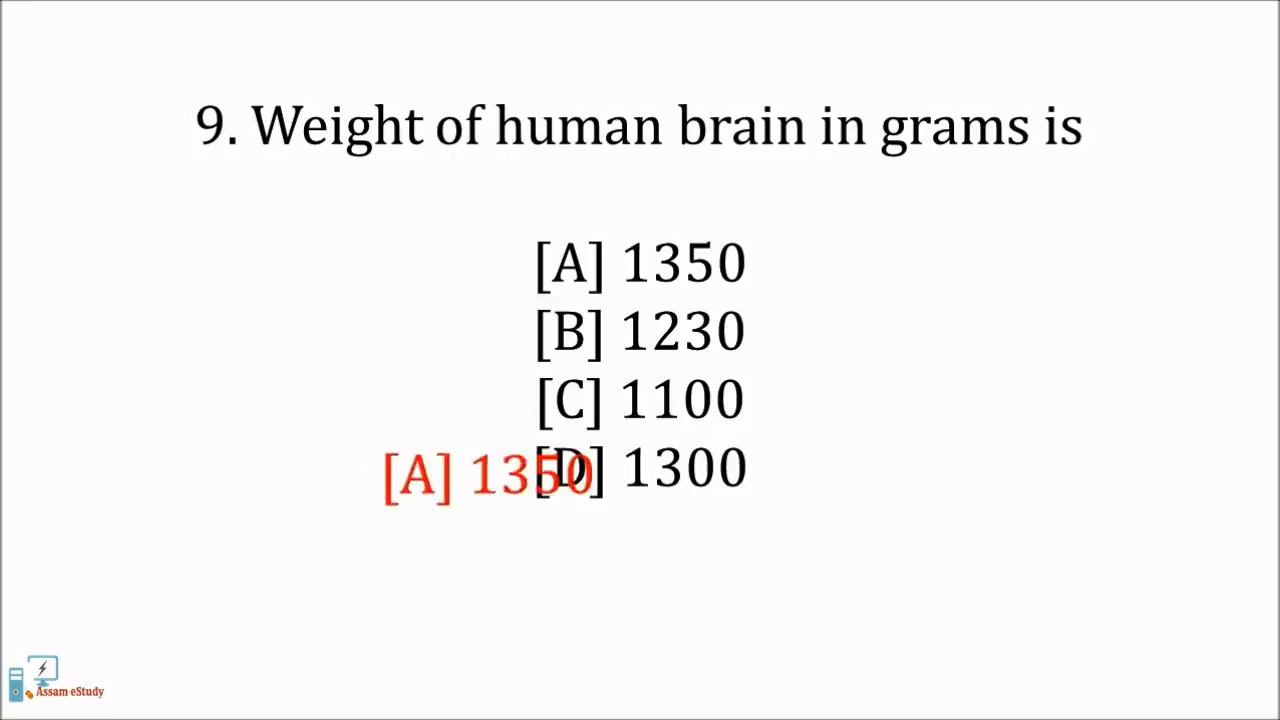 9. Weight of human brain in grams is
[A] 1350
[B] 1230
[C] 1100
[D] 1300
[A] 1350
Assam eStudy